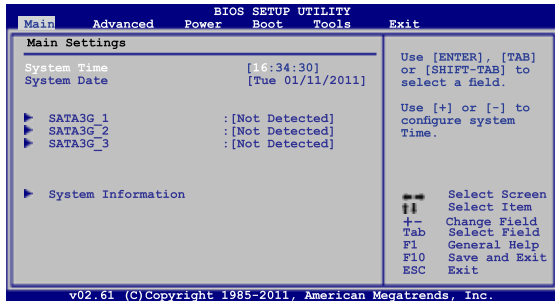 BIOS SETUP UTILITY
Main Advanced Power Boot Tools Exit
Main Settings
System Time [16:34:30]
System Date [Tue 01/11/2011]
SATA3G_1 :[Not Detected]
SATA3G_2 :[Not Detected]
SATA3G_3 :[Not Detected]
System Information
Use [ENTER], [TAB]
or [SHIFT-TAB] to
select a field.
Use [+] or [-] to
configure system
Time.
Select Screen
Select Item
+- Change Field
Tab Select Field
F1 General Help
F10 Save and Exit
ESC Exit
v02.61 (C)Copyright 1985-2011, American Megatrends, Inc.